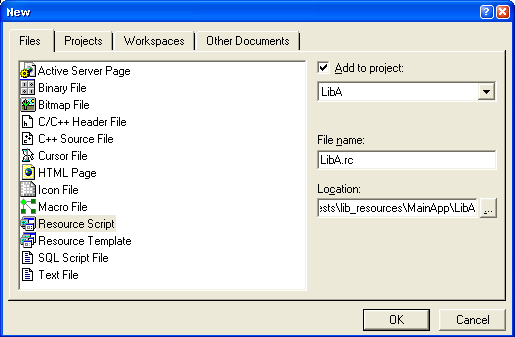 New
Files
Projects
Workspaces
Other Documents
Active Server Page
Binary File
Bitmap File
C/C++ Header File
C++ Source File
Cursor File
HTML Page
Icon File
Macro File
Resource Script
Resource Template
SQL Script File
Text File
Add to project:
LibA
File name:
LibA.rc
Location:
sts\lib_resources\MainApp\LibA
...
OK
Cancel